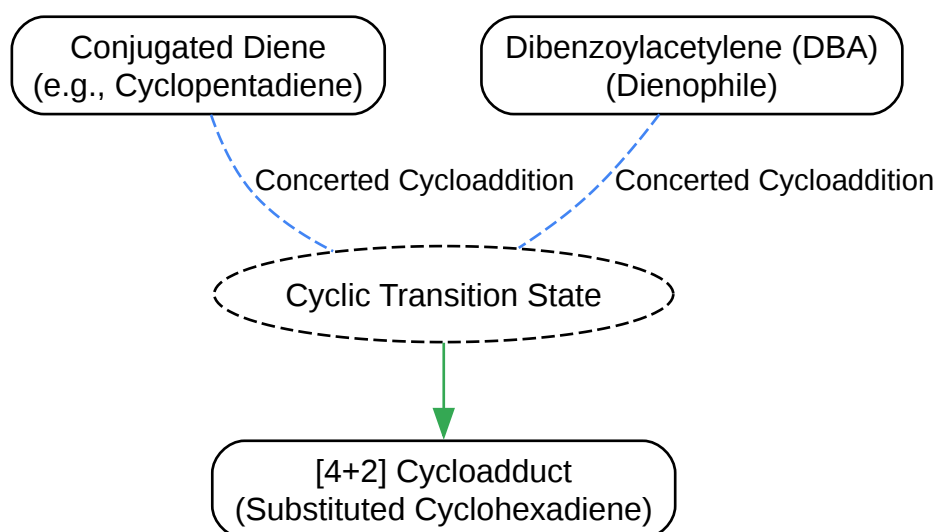 Conjugated Diene
(e.g., Cyclopentadiene)
Dibenzoylacetylene (DBA)
(Dienophile)
Concerted Cycloaddition
Concerted Cycloaddition
Cyclic Transition State
[4+2] Cycloadduct
(Substituted Cyclohexadiene)